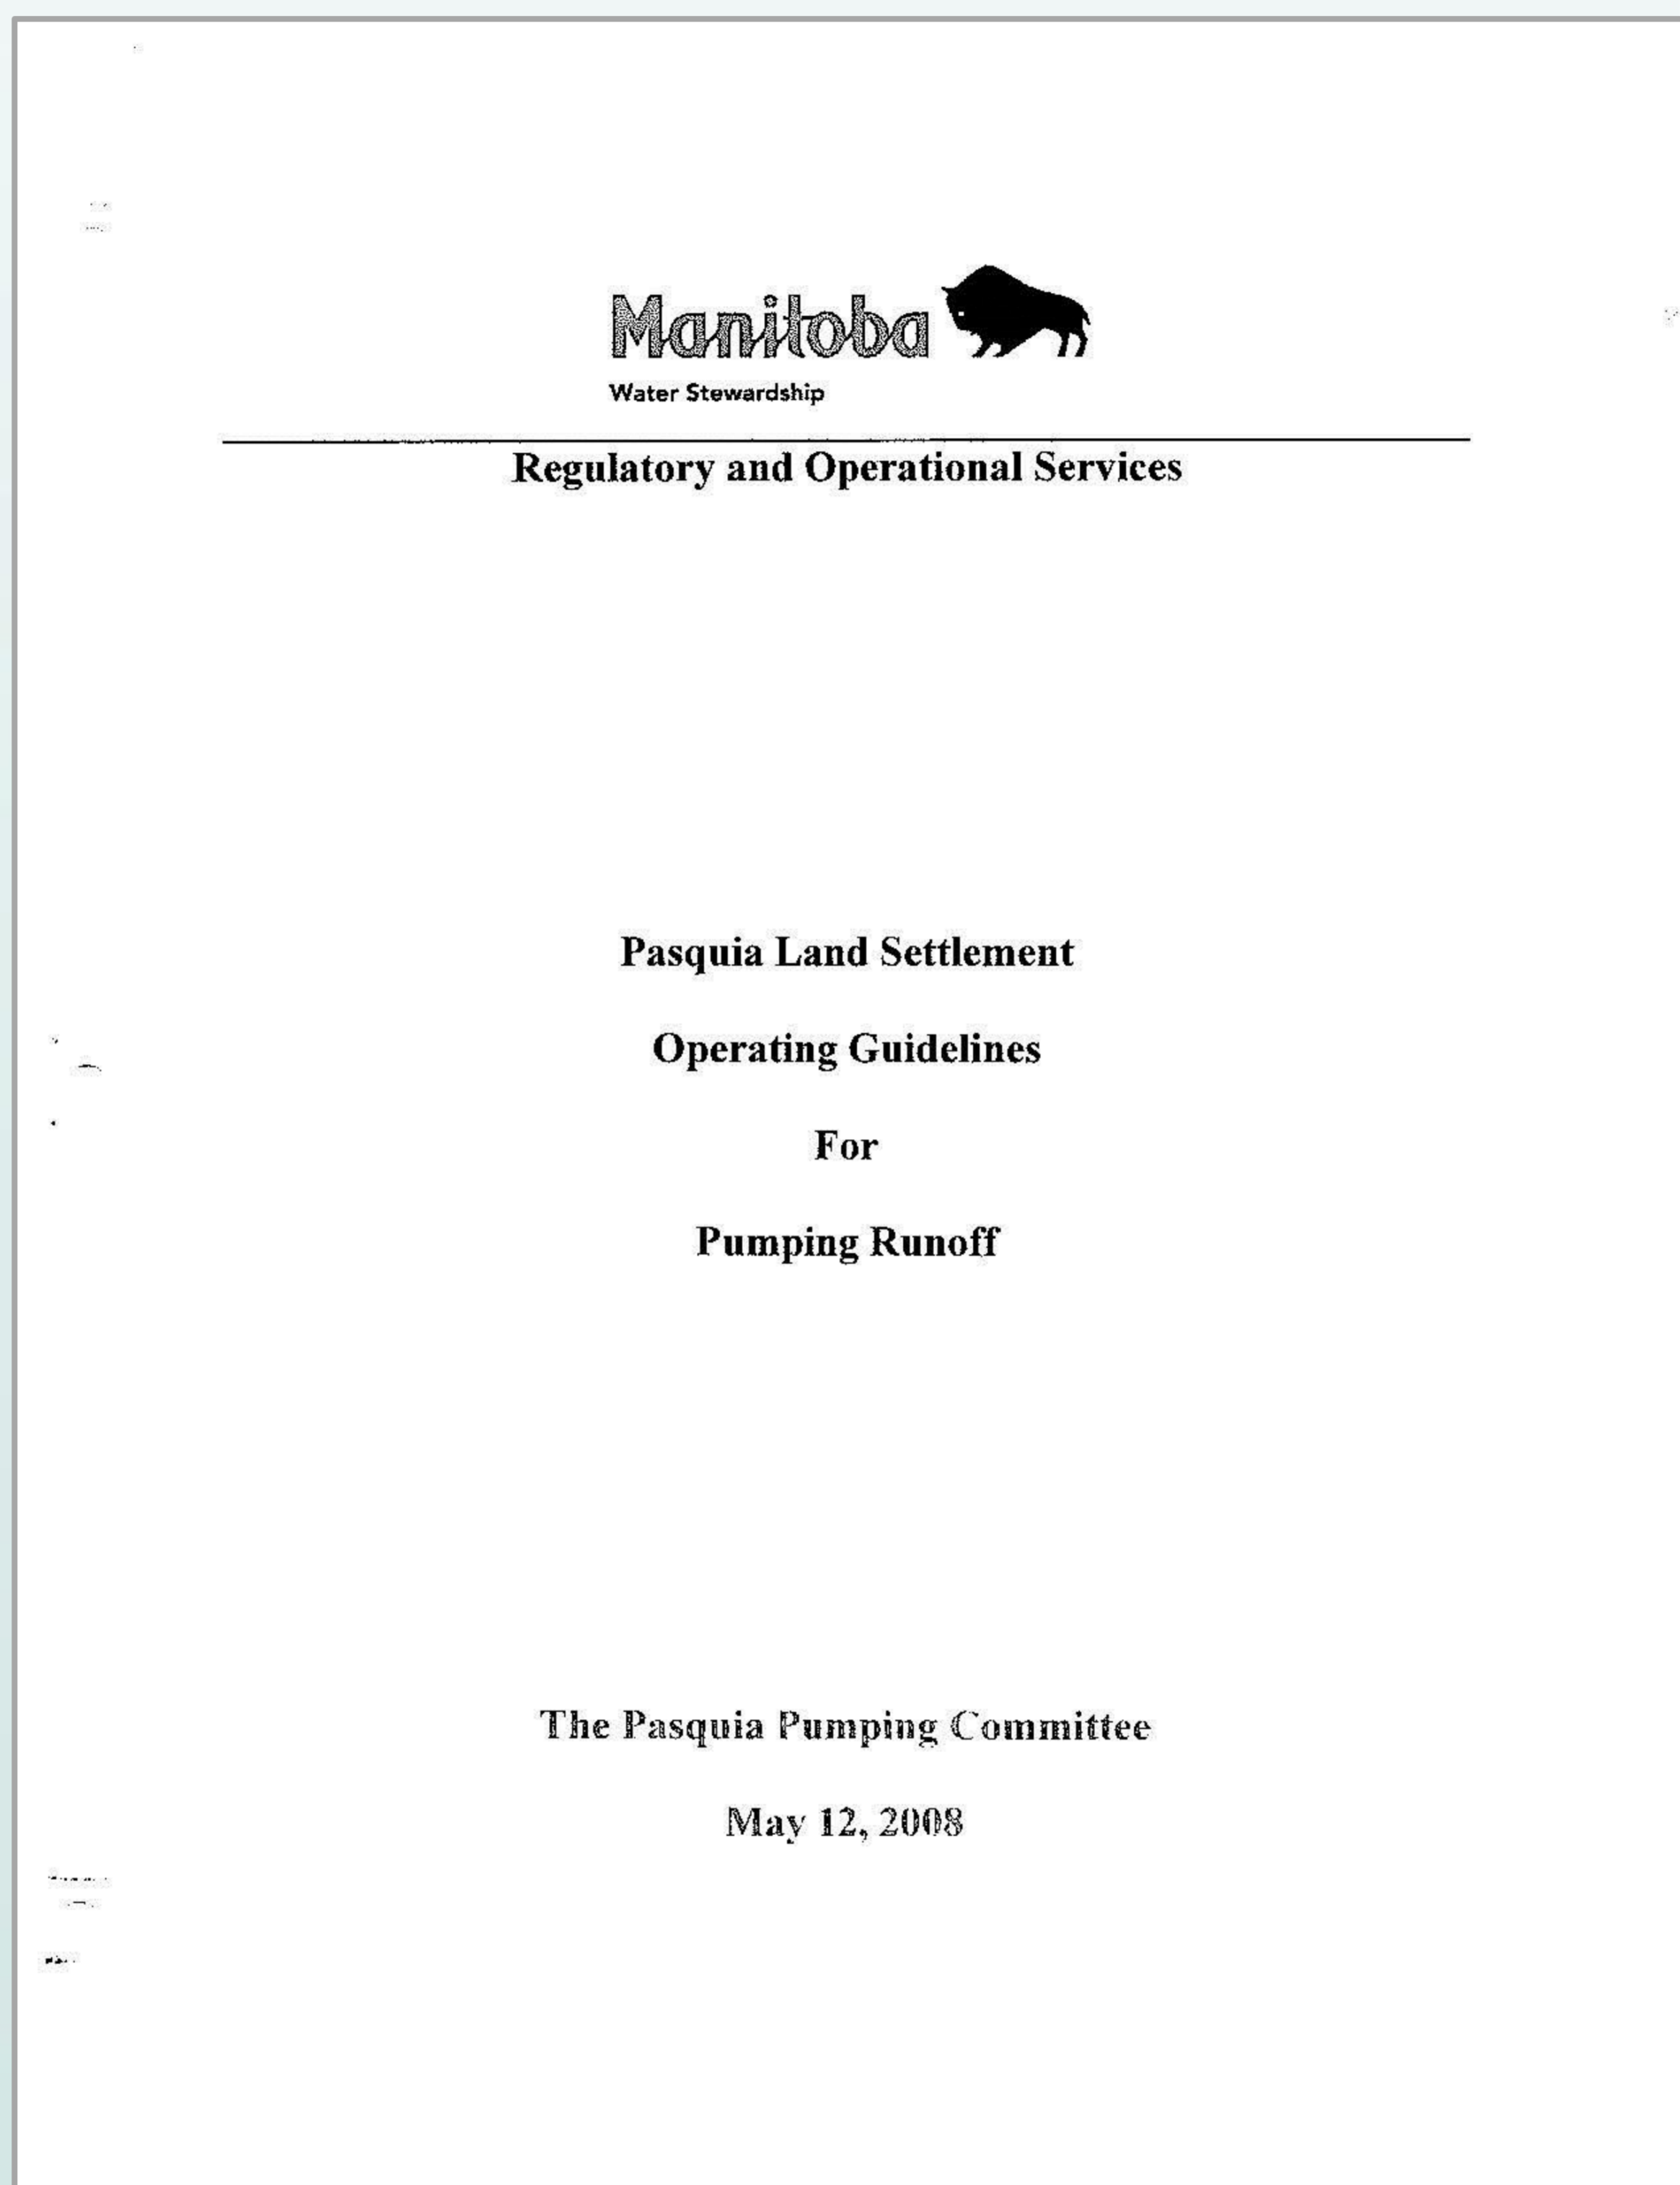 Manitoba
Water Stewardship
Regulatory and Operational Services
Pasquia Land Settlement
Operating Guidelines
For
Pumping Runoff
The Pasquia Pumping Committee
May 12, 2008